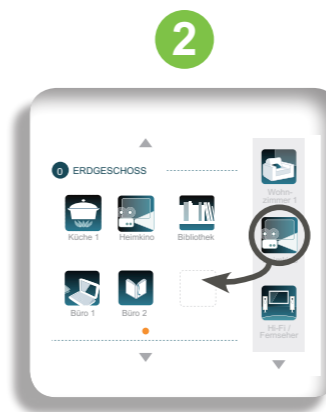 2
0 ERDGESCHOSS
Küche 1 Heimkino Bibliothek
Büro 1 Büro 2
Wohn-
zimmer 1
Hi-Fi /
Fernseher